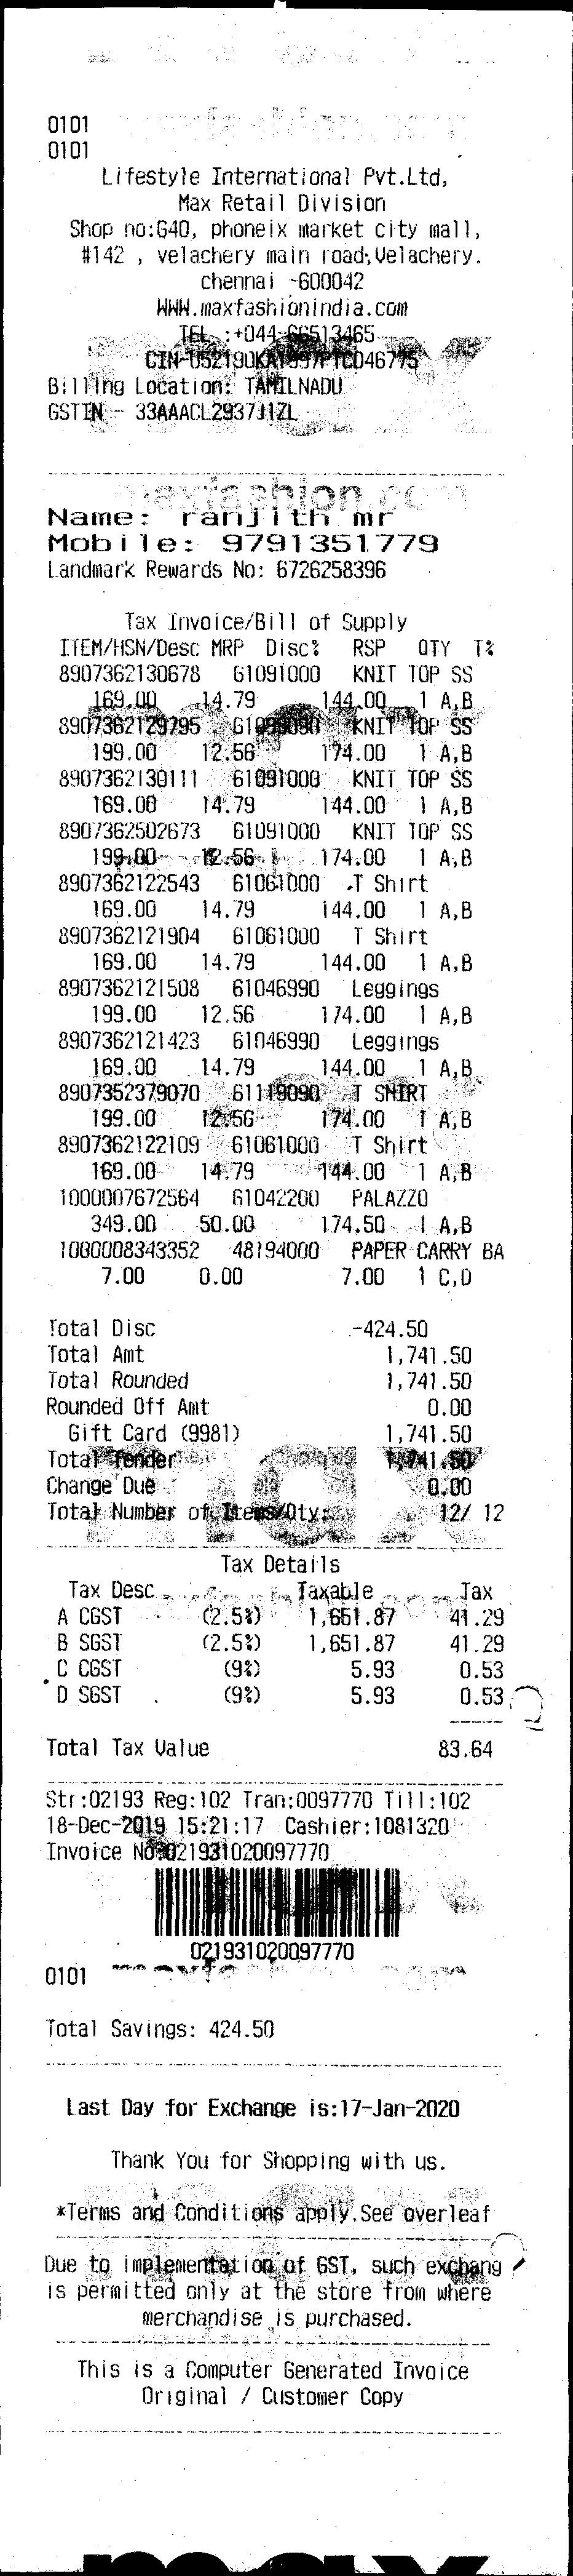 0101
0101
Lifestyle International Pvt.Ltd,
Max Retail Division
Shop no:G40, phoneix market city mall,
#142 , velachery main road,Velachery.
chennai -600042
WWW.maxfashionindia.com
TEL :+044-66513465
CIN-U52190KA1997PTC046775
Billing Location: TAMILNADU
GSTIN - 33AAACL2937J1ZL
maxfashion.com
Name: ranjith mr
Mobile: 9791351779
Landmark Rewards No: 6726258396
Tax Invoice/Bill of Supply
ITEM/HSN/Desc MRP Disc% RSP QTY T%
8907362130678 61091000 KNIT TOP SS
169.00 14.79 144.00 1 A,B
8907362129795 KNIT TOP SS
199.00 12.56 174.00 1 A,B
8907362130111 61091000 KNIT TOP SS
169.00 14.79 144.00 1 A,B
8907362502673 61091000 KNIT TOP SS
199.00 12.56 174.00 1 A,B
8907362122543 61061000 T Shirt
169.00 14.79 144.00 1 A,B
8907362121904 61061000 T Shirt
169.00 14.79 144.00 1 A,B
8907362121508 61046990 Leggings
199.00 12.56 174.00 1 A,B
8907362121423 61046990 Leggings
169.00 14.79 144.00 1 A,B
8907352379070 61119090 T SHIRT
199.00 12.56 174.00 1 A,B
8907362122109 61061000 T Shirt
169.00 14.79 144.00 1 A,B
1000007672564 61042200 PALAZZO
349.00 50.00 174.50 1 A,B
1000008343352 48194000 PAPER CARRY BA
7.00 0.00 7.00 1 C,D
Total Disc -424.50
Total Amt 1,741.50
Total Rounded 1,741.50
Rounded Off Amt 0.00
Gift Card (9981) 1,741.50
Total Tender 1,741.50
Change Due 0.00
Total Number of Items/Qty: 12/ 12
Tax Details
Tax Desc Taxable Tax
A CGST (2.5%) 1,651.87 41.29
B SGST (2.5%) 1,651.87 41.29
C CGST (9%) 5.93 0.53
D SGST (9%) 5.93 0.53
Total Tax Value 83.64
Str:02193 Reg:102 Tran:0097770 Till:102
18-Dec-2019 15:21:17 Cashier:1081320
Invoice No:021931020097770
021931020097770
0101
Total Savings: 424.50
Last Day for Exchange is:17-Jan-2020
Thank You for Shopping with us.
*Terms and Conditions apply.See overleaf
Due to implementation of GST, such exchang
is permitted only at the store from where
merchandise is purchased.
This is a Computer Generated Invoice
Original / Customer Copy
max